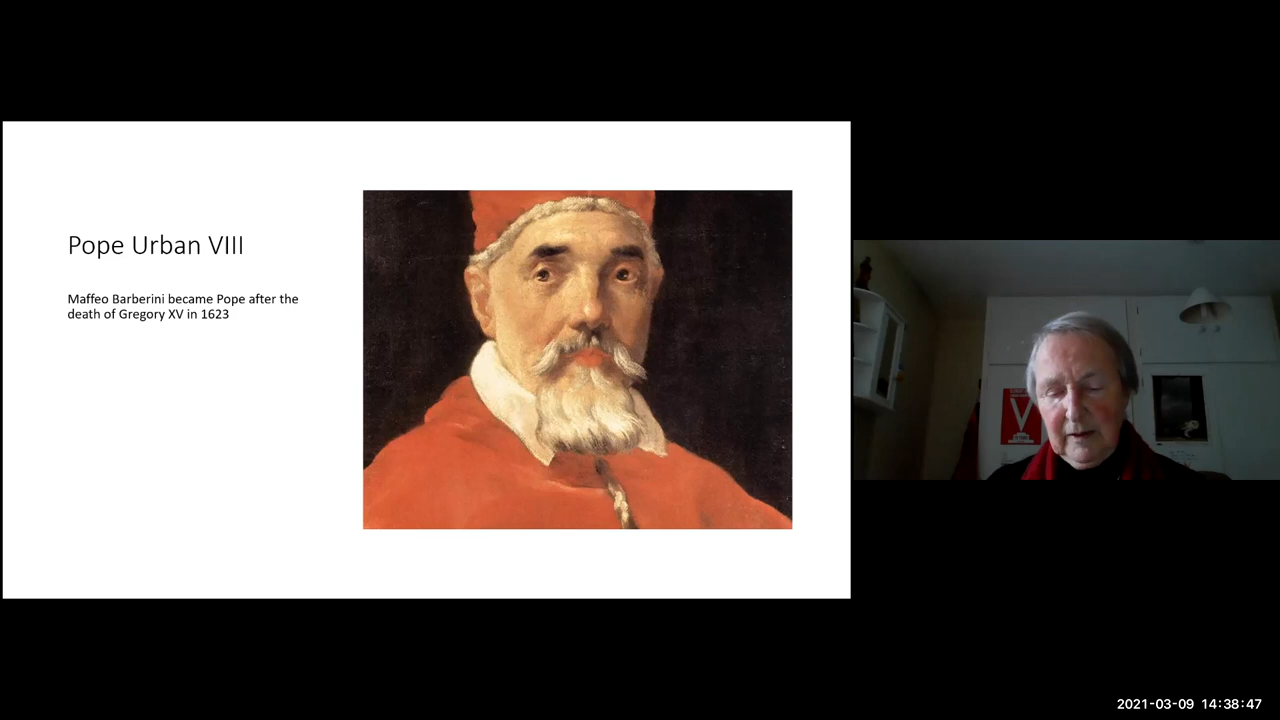 Pope Urban VIII
Maffeo Barberini became Pope after the
death of Gregory XV in 1623
V
2021-03-09 14:38:47